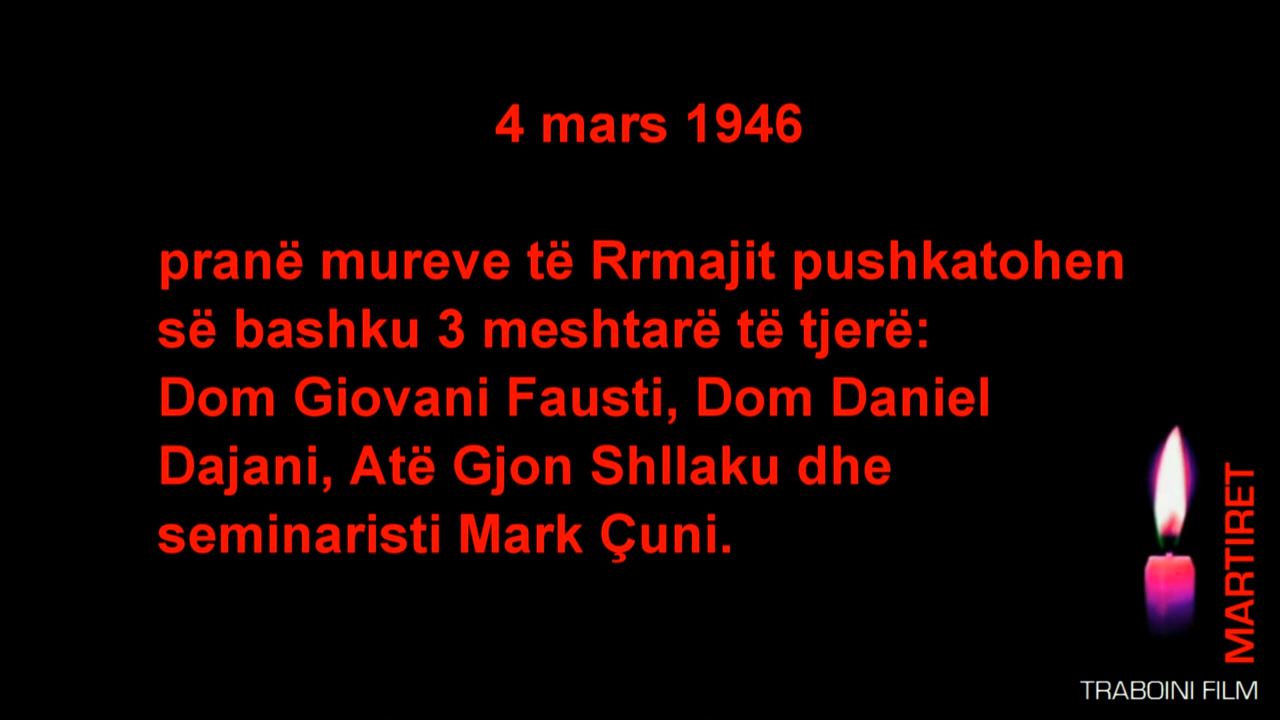 4 mars 1946
pranë mureve të Rrmajit pushkatohen
së bashku 3 meshtarë të tjerë:
Dom Giovani Fausti, Dom Daniel
Dajani, Atë Gjon Shllaku dhe
seminaristi Mark Çuni.
MARTIRET
TRABOINI FILM